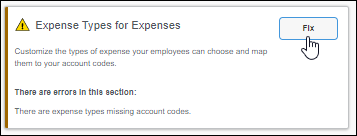 Expense Types for Expenses
Fix
Customize the types of expense your employees can choose and map
them to your account codes.
There are errors in this section:
There are expense types missing account codes.